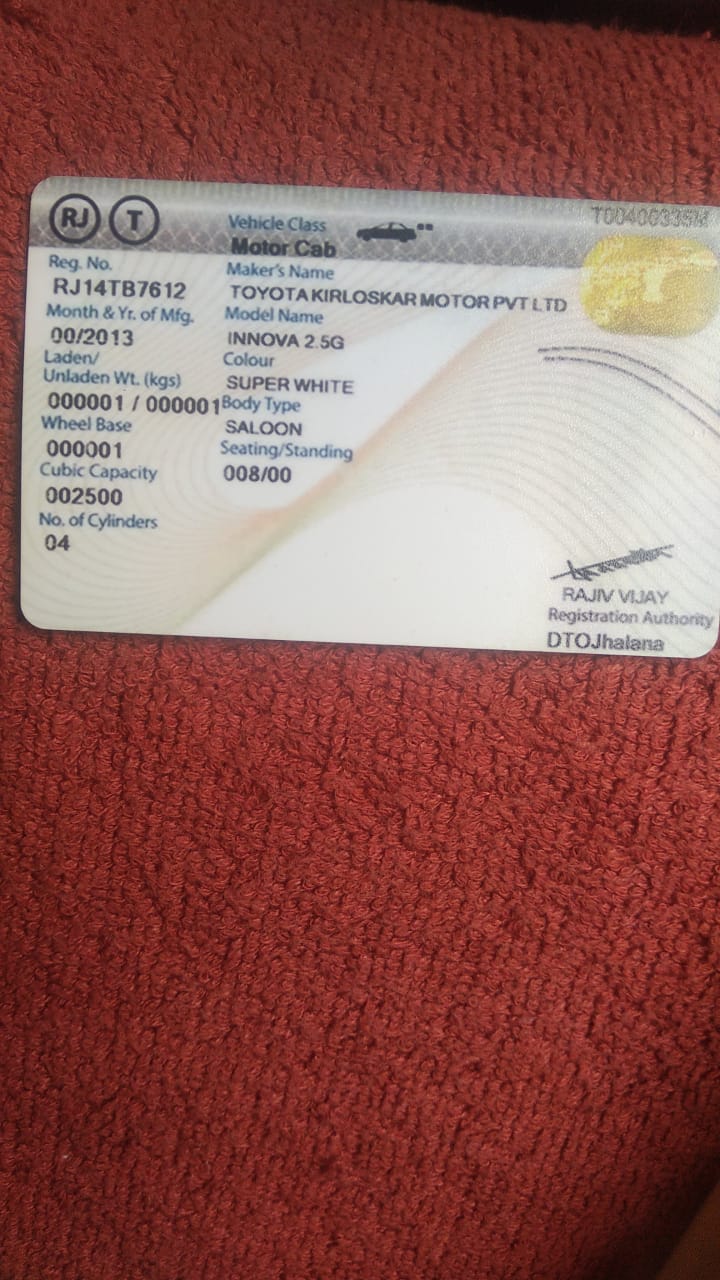 RJ T
T00400335M
Vehicle Class
Motor Cab
Reg. No.
RJ14TB7612
Maker's Name
TOYOTA KIRLOSKAR MOTOR PVT LTD
Month & Yr. of Mfg.
00/2013
Model Name
INNOVA 2.5G
Laden/
Unladen Wt. (kgs)
000001 / 000001
Colour
SUPER WHITE
Wheel Base
000001
Body Type
SALOON
Cubic Capacity
002500
Seating/Standing
008/00
No. of Cylinders
04
RAJIV VIJAY
Registration Authority
DTOJhalana